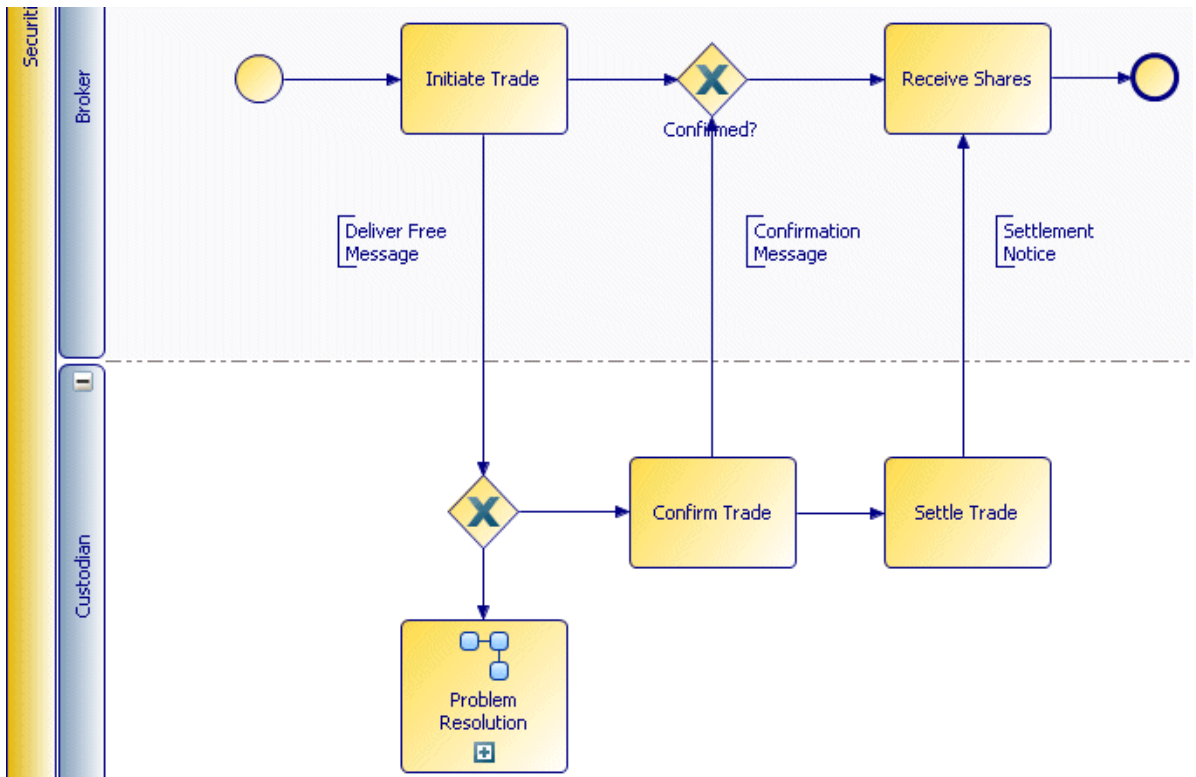 Securiti
Broker
Initiate Trade
Confirmed?
Receive Shares
Deliver Free
Message
Confirmation
Message
Settlement
Notice
Custodian
Confirm Trade
Settle Trade
Problem
Resolution